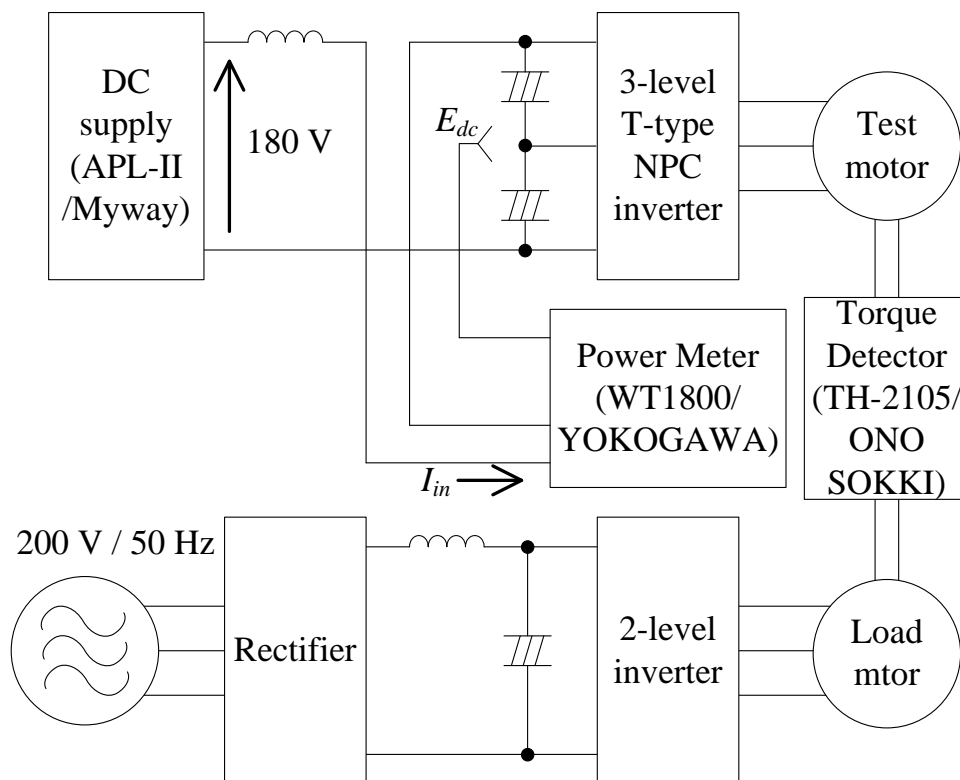 DC
supply
(APL-II
/Myway)
180 V
E_dc
3-level
T-type
NPC
inverter
Test
motor
Power Meter
(WT1800/
YOKOGAWA)
I_in
Torque
Detector
(TH-2105/
ONO
SOKKI)
200 V / 50 Hz
Rectifier
2-level
inverter
Load
mtor